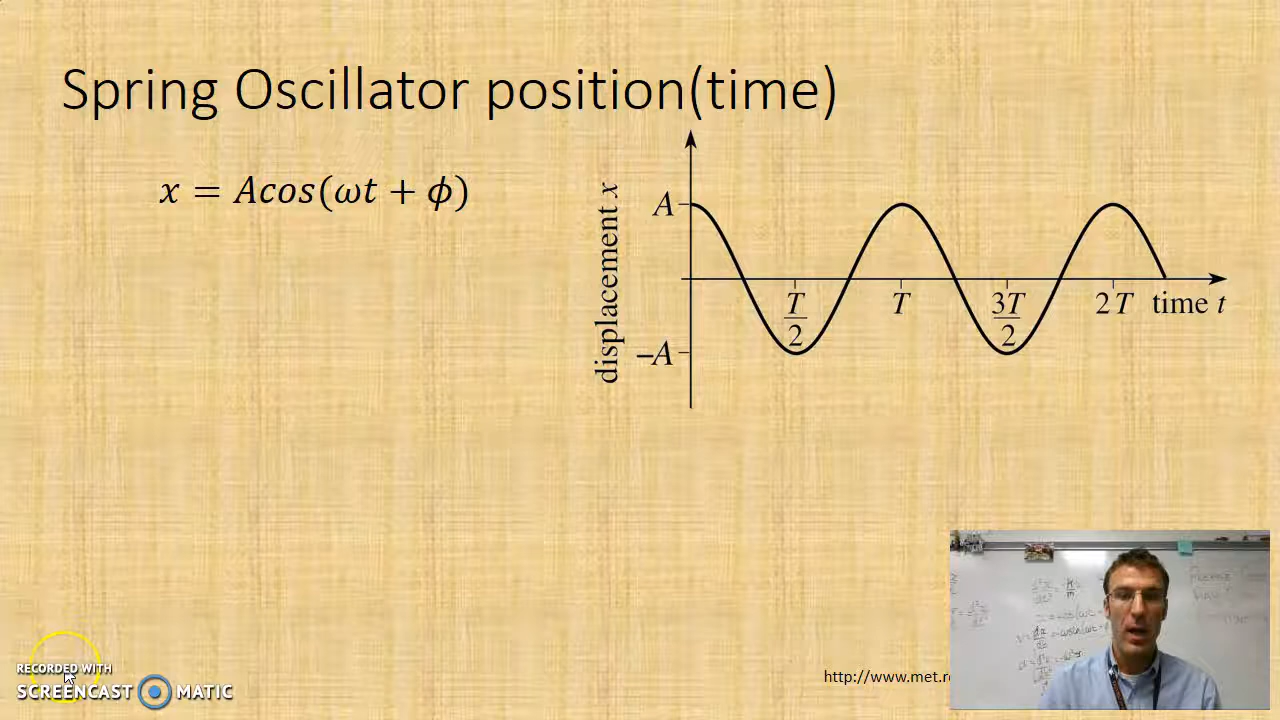 Spring Oscillator position(time)
x = Acos(ωt + ϕ)
displacement x
A
–A
T/2
T
3T/2
2T
time t
http://www.met.r
RECORDED WITH
SCREENCAST MATIC